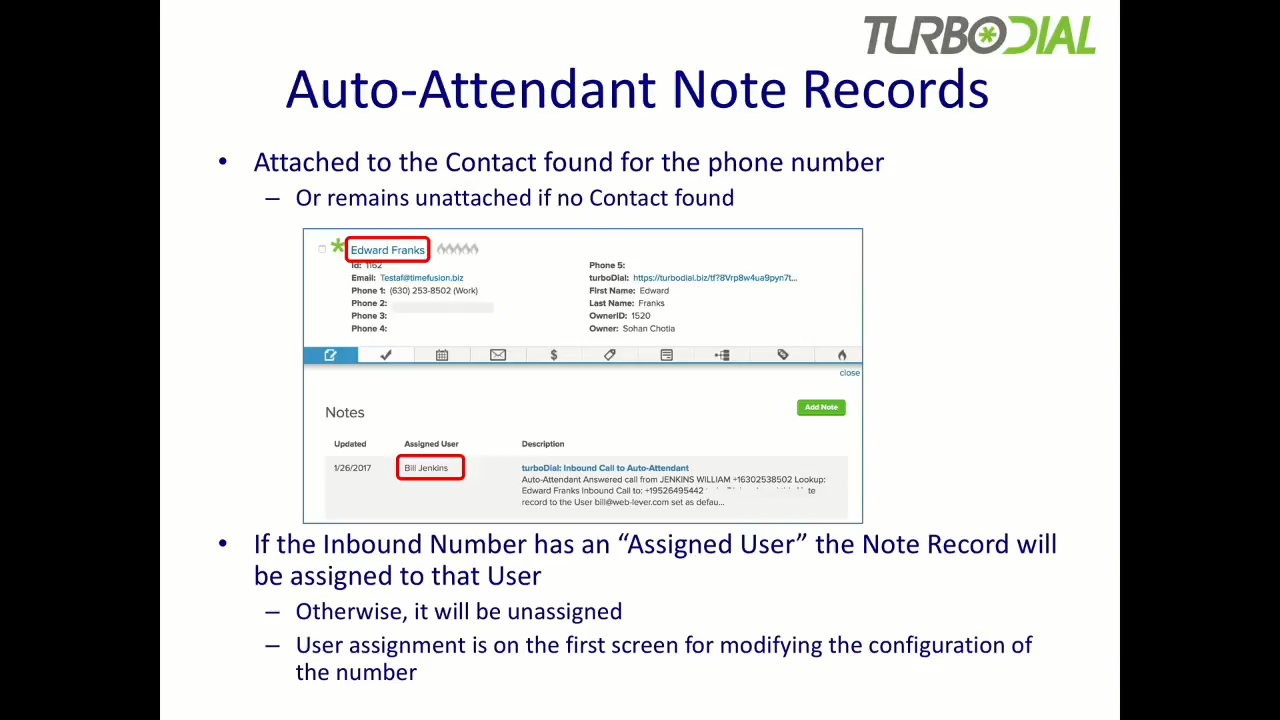 TURBODIAL
Auto-Attendant Note Records
• Attached to the Contact found for the phone number
– Or remains unattached if no Contact found
Edward Franks
Id: 1162
Email: Testaf@timefusion.biz
Phone 1: (630) 253-8502 (Work)
Phone 2:
Phone 3:
Phone 4:
Phone 5:
turboDial: https://turbodial.biz/tf?8Vrp8w4ua9pyn7t...
First Name: Edward
Last Name: Franks
OwnerID: 1520
Owner: Sohan Chotia
$
close
Notes
Add Note
Updated Assigned User Description
1/26/2017 Bill Jenkins turboDial: Inbound Call to Auto-Attendant
Auto-Attendant Answered call from JENKINS WILLIAM +16302538502 Lookup:
Edward Franks Inbound Call to: +19526495442
record to the User bill@web-lever.com set as defau...
• If the Inbound Number has an “Assigned User” the Note Record will
be assigned to that User
– Otherwise, it will be unassigned
– User assignment is on the first screen for modifying the configuration of
the number